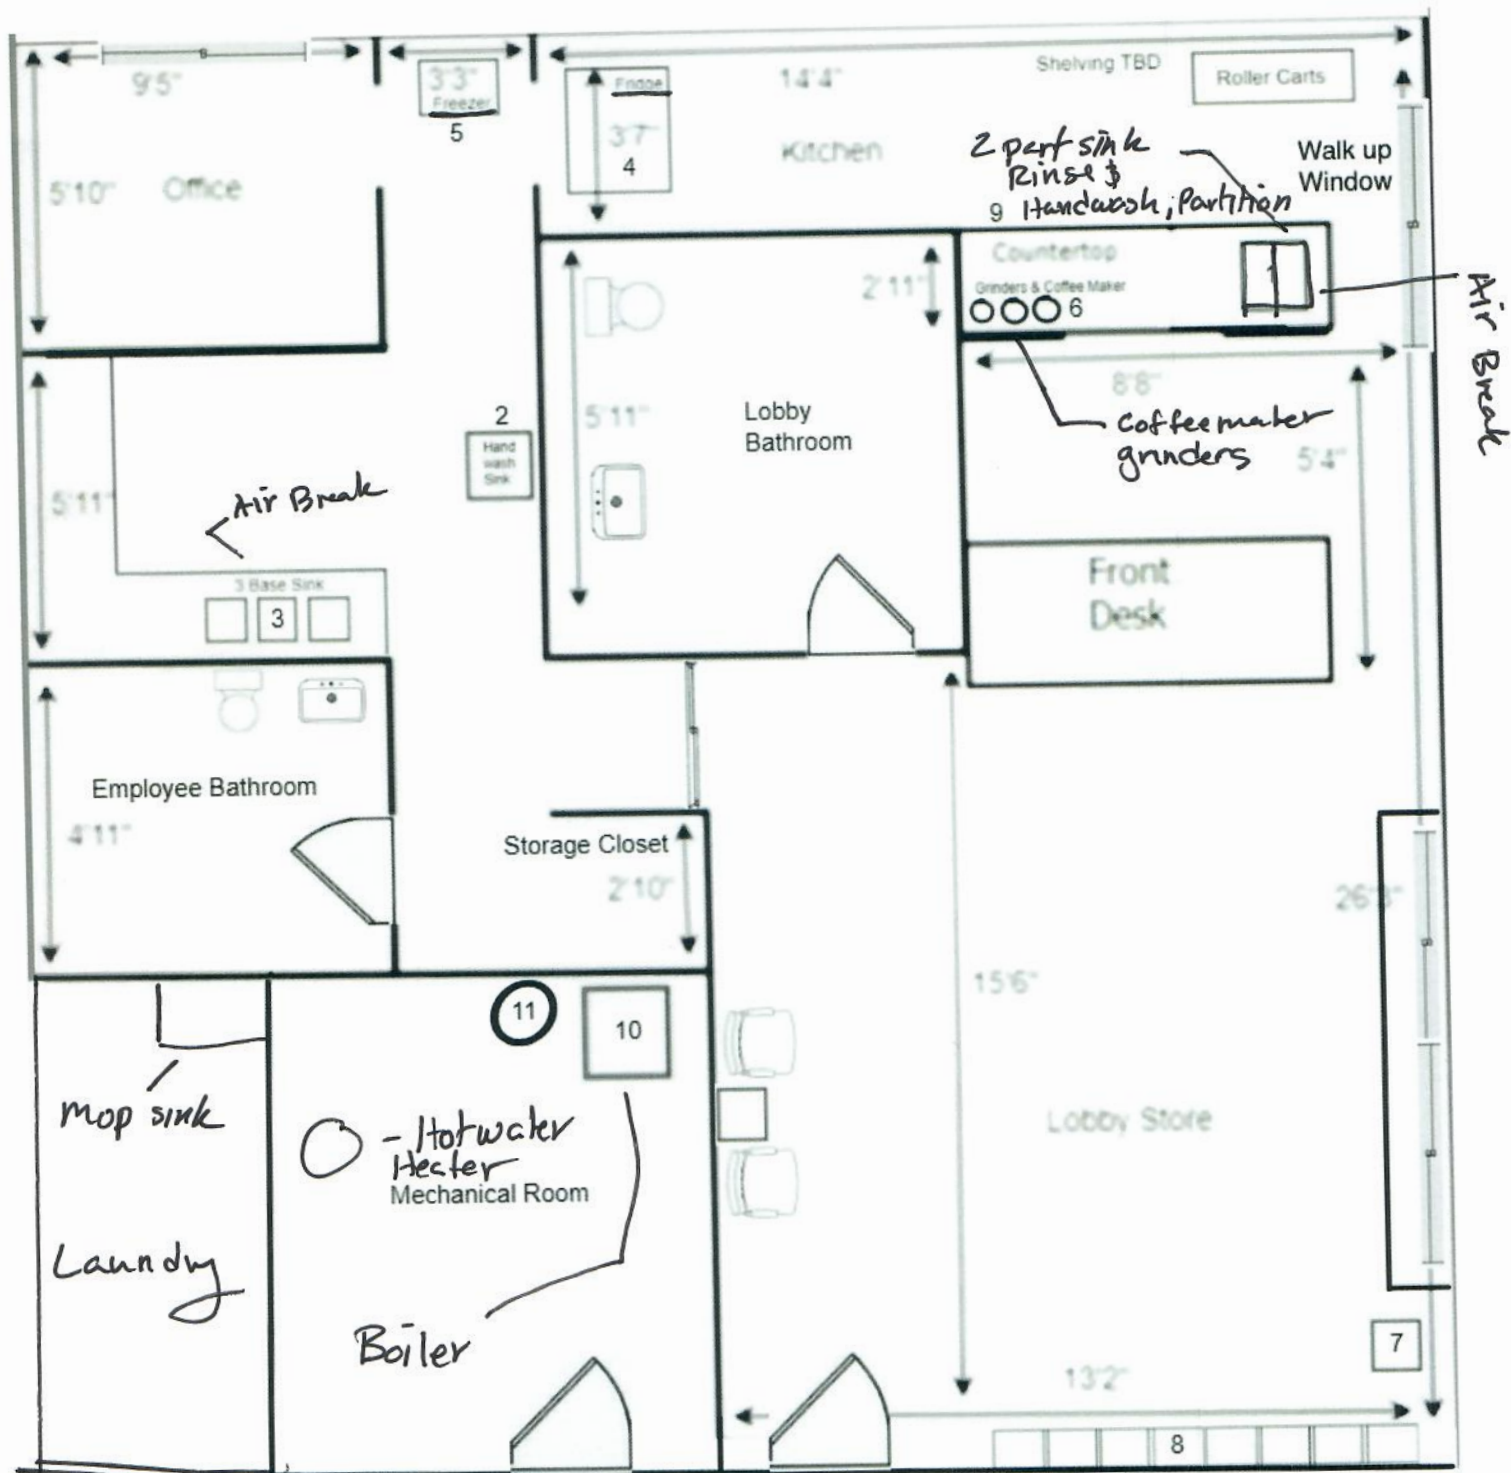 9'5"
3'3"
Freezer
5
Fridge
3'7"
4
14'4"
Kitchen
Shelving TBD
Roller Carts
Walk up
Window
2 part sink
Rinse &
Handwash, Partition
9
5'10"
Office
Countertop
Grinders & Coffee Maker
6
1
Air Break
2'11"
8'8"
Coffeemaker
grinders
5'4"
5'11"
Lobby
Bathroom
2
Hand
wash
Sink
5'11"
Air Break
3 Base Sink
3
Front
Desk
Employee Bathroom
4'11"
Storage Closet
2'10"
26'3"
15'6"
11
10
Mop sink
- Hotwater
Heater
Mechanical Room
Lobby Store
Laundry
Boiler
7
13'2"
8